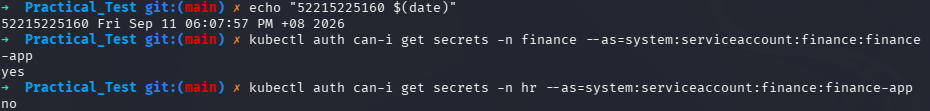 → Practical_Test git:(main) ✗ echo "52215225160 $(date)"
52215225160 Fri Sep 11 06:07:57 PM +08 2026
→ Practical_Test git:(main) ✗ kubectl auth can-i get secrets -n finance --as=system:serviceaccount:finance:finance
-app
yes
→ Practical_Test git:(main) ✗ kubectl auth can-i get secrets -n hr --as=system:serviceaccount:finance:finance-app
no